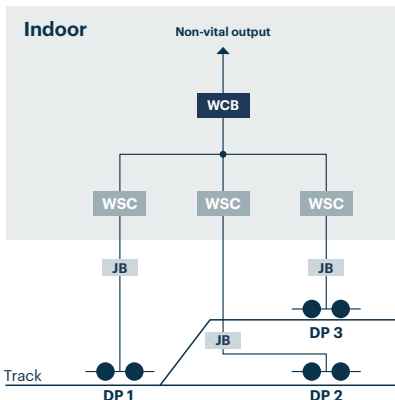 Indoor
Non-vital output
WCB
WSC WSC WSC
JB JB
DP 3
JB
Track
DP 1 DP 2